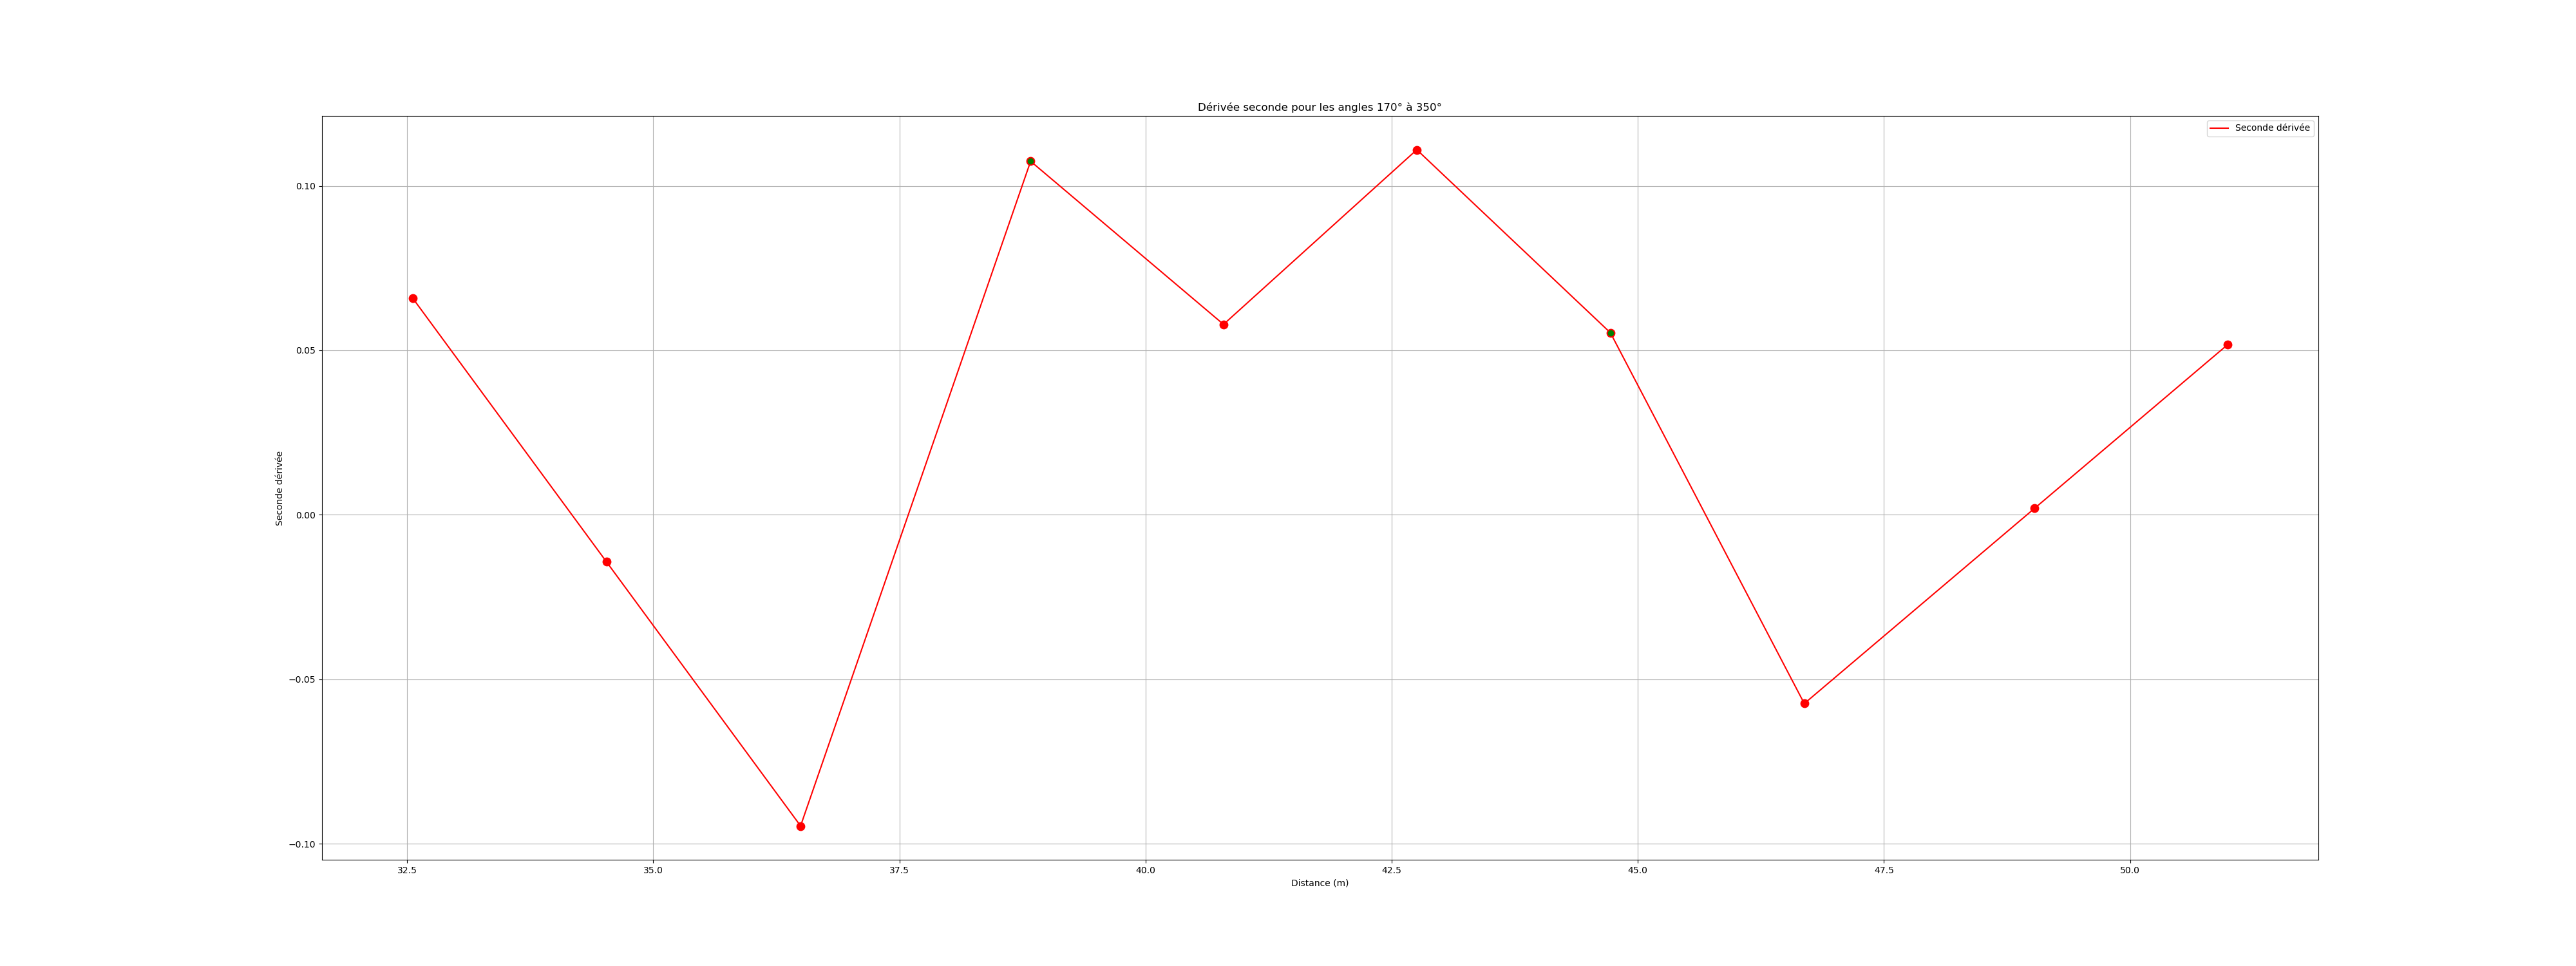 Dérivée seconde pour les angles 170° à 350°
Seconde dérivée
0.10
0.05
0.00
−0.05
−0.10
Seconde dérivée
32.5 35.0 37.5 40.0 42.5 45.0 47.5 50.0
Distance (m)